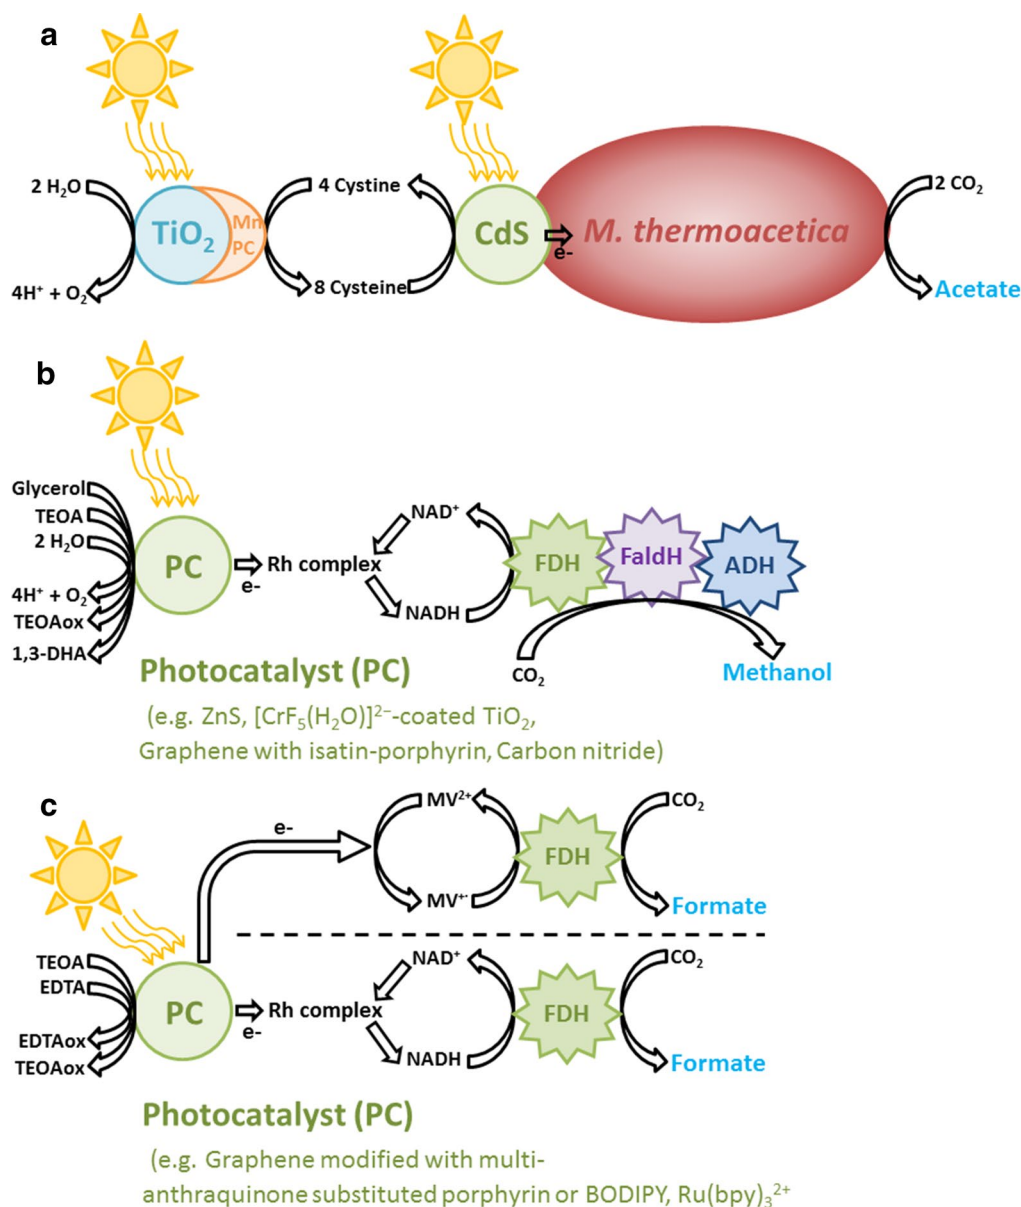 a
2 H₂O
TiO₂
Mn
PC
4 Cystine
CdS
e-
M. thermoacetica
2 CO₂
4H⁺ + O₂
8 Cysteine
Acetate
b
Glycerol
TEOA
2 H₂O
4H⁺ + O₂
TEOAox
1,3-DHA
PC
e-
Rh complex
NAD⁺
NADH
FDH
FaldH
ADH
CO₂
Methanol
Photocatalyst (PC)
(e.g. ZnS, [CrF₅(H₂O)]²⁻-coated TiO₂,
Graphene with isatin-porphyrin, Carbon nitride)
c
e-
MV²⁺
MV⁺˙
FDH
CO₂
Formate
TEOA
EDTA
EDTAox
TEOAox
PC
e-
Rh complex
NAD⁺
NADH
FDH
CO₂
Formate
Photocatalyst (PC)
(e.g. Graphene modified with multi-
anthraquinone substituted porphyrin or BODIPY, Ru(bpy)₃²⁺